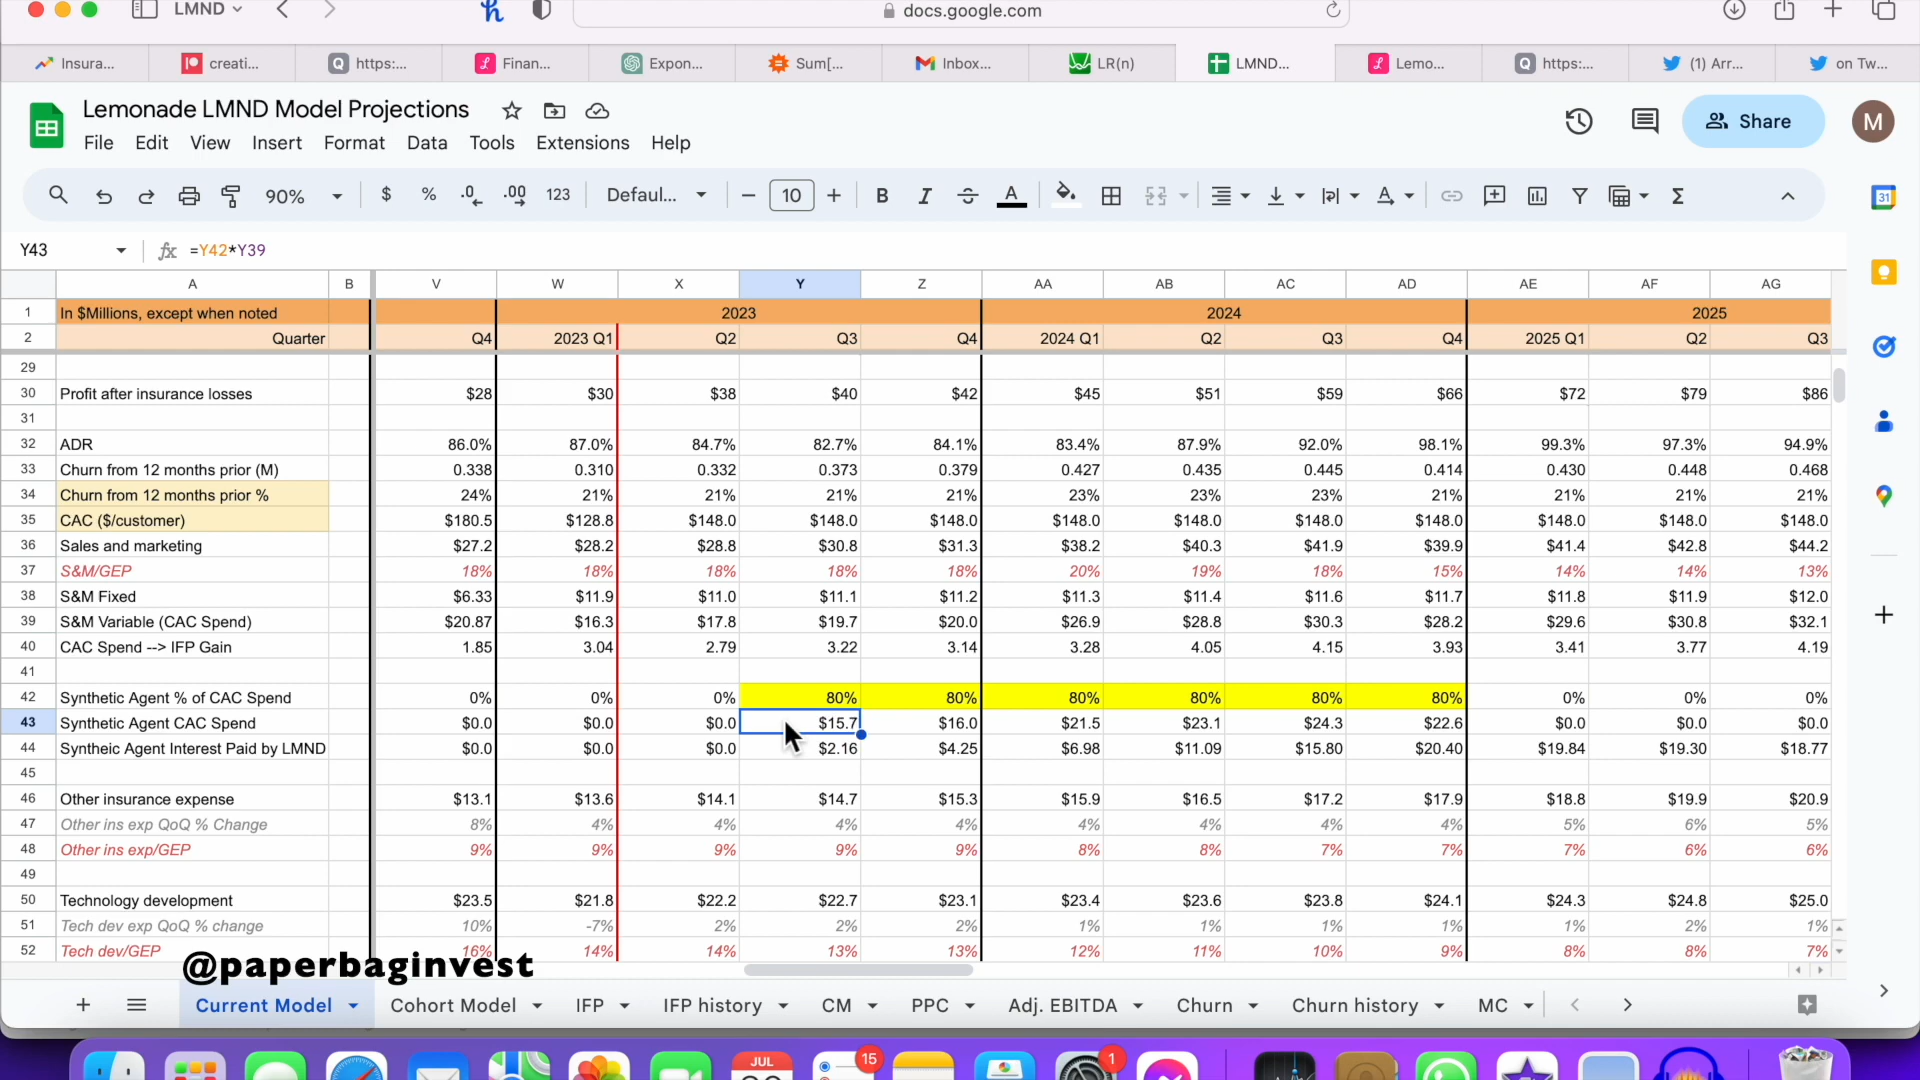 LMND
docs.google.com
Insura...
creati...
https:...
Finan...
Expon...
Sum[...
Inbox...
LR(n)
LMND...
Lemo...
https:...
(1) Arr...
on Tw...
Lemonade LMND Model Projections
File Edit View Insert Format Data Tools Extensions Help
Share
M
90% $ % .0 .00 123 Defaul... 10 B I A Σ
Y43 fx =Y42*Y39
31
A B V W X Y Z AA AB AC AD AE AF AG
1 In $Millions, except when noted 2023 2024 2025
2 Quarter Q4 2023 Q1 Q2 Q3 Q4 2024 Q1 Q2 Q3 Q4 2025 Q1 Q2 Q3
29
30 Profit after insurance losses $28 $30 $38 $40 $42 $45 $51 $59 $66 $72 $79 $86
31
32 ADR 86.0% 87.0% 84.7% 82.7% 84.1% 83.4% 87.9% 92.0% 98.1% 99.3% 97.3% 94.9%
33 Churn from 12 months prior (M) 0.338 0.310 0.332 0.373 0.379 0.427 0.435 0.445 0.414 0.430 0.448 0.468
34 Churn from 12 months prior % 24% 21% 21% 21% 21% 23% 23% 23% 21% 21% 21% 21%
35 CAC ($/customer) $180.5 $128.8 $148.0 $148.0 $148.0 $148.0 $148.0 $148.0 $148.0 $148.0 $148.0 $148.0
36 Sales and marketing $27.2 $28.2 $28.8 $30.8 $31.3 $38.2 $40.3 $41.9 $39.9 $41.4 $42.8 $44.2
37 S&M/GEP 18% 18% 18% 18% 18% 20% 19% 18% 15% 14% 14% 13%
38 S&M Fixed $6.33 $11.9 $11.0 $11.1 $11.2 $11.3 $11.4 $11.6 $11.7 $11.8 $11.9 $12.0
39 S&M Variable (CAC Spend) $20.87 $16.3 $17.8 $19.7 $20.0 $26.9 $28.8 $30.3 $28.2 $29.6 $30.8 $32.1
40 CAC Spend --> IFP Gain 1.85 3.04 2.79 3.22 3.14 3.28 4.05 4.15 3.93 3.41 3.77 4.19
41
42 Synthetic Agent % of CAC Spend 0% 0% 0% 80% 80% 80% 80% 80% 80% 0% 0% 0%
43 Synthetic Agent CAC Spend $0.0 $0.0 $0.0 $15.7 $16.0 $21.5 $23.1 $24.3 $22.6 $0.0 $0.0 $0.0
44 Syntheic Agent Interest Paid by LMND $0.0 $0.0 $0.0 $2.16 $4.25 $6.98 $11.09 $15.80 $20.40 $19.84 $19.30 $18.77
45
46 Other insurance expense $13.1 $13.6 $14.1 $14.7 $15.3 $15.9 $16.5 $17.2 $17.9 $18.8 $19.9 $20.9
47 Other ins exp QoQ % Change 8% 4% 4% 4% 4% 4% 4% 4% 4% 5% 6% 5%
48 Other ins exp/GEP 9% 9% 9% 9% 9% 8% 8% 7% 7% 7% 6% 6%
49
50 Technology development $23.5 $21.8 $22.2 $22.7 $23.1 $23.4 $23.6 $23.8 $24.1 $24.3 $24.8 $25.0
51 Tech dev exp QoQ % change 10% -7% 2% 2% 2% 1% 1% 1% 1% 1% 2% 1%
52 Tech dev/GEP 16% 14% 14% 13% 13% 12% 11% 10% 9% 8% 8% 7%
@paperbaginvest
Current Model Cohort Model IFP IFP history CM PPC Adj. EBITDA Churn Churn history MC
JUL 15 1